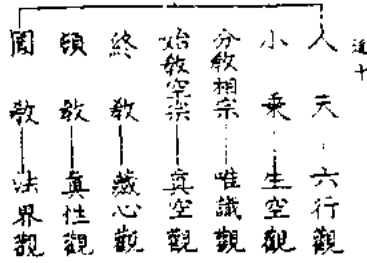 十
人天 六行觀
小乘 生空觀
分教相宗 唯識觀
始教空宗 真空觀
終教 藏心觀
頓教 眞性觀
圓教 法界觀